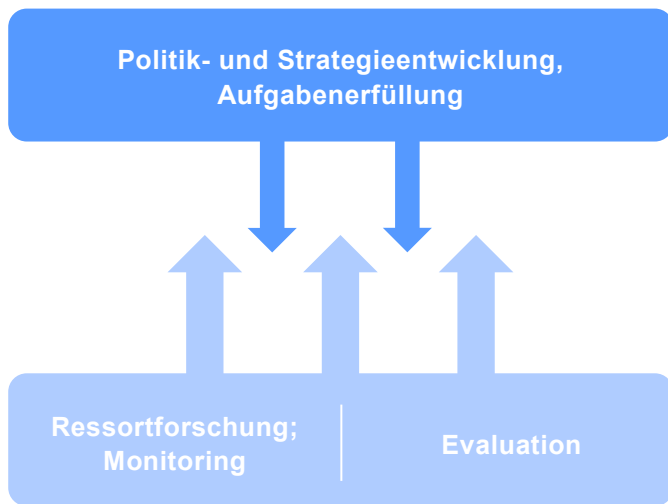 Politik- und Strategieentwicklung,
Aufgabenerfüllung
Ressortforschung;
Monitoring
Evaluation